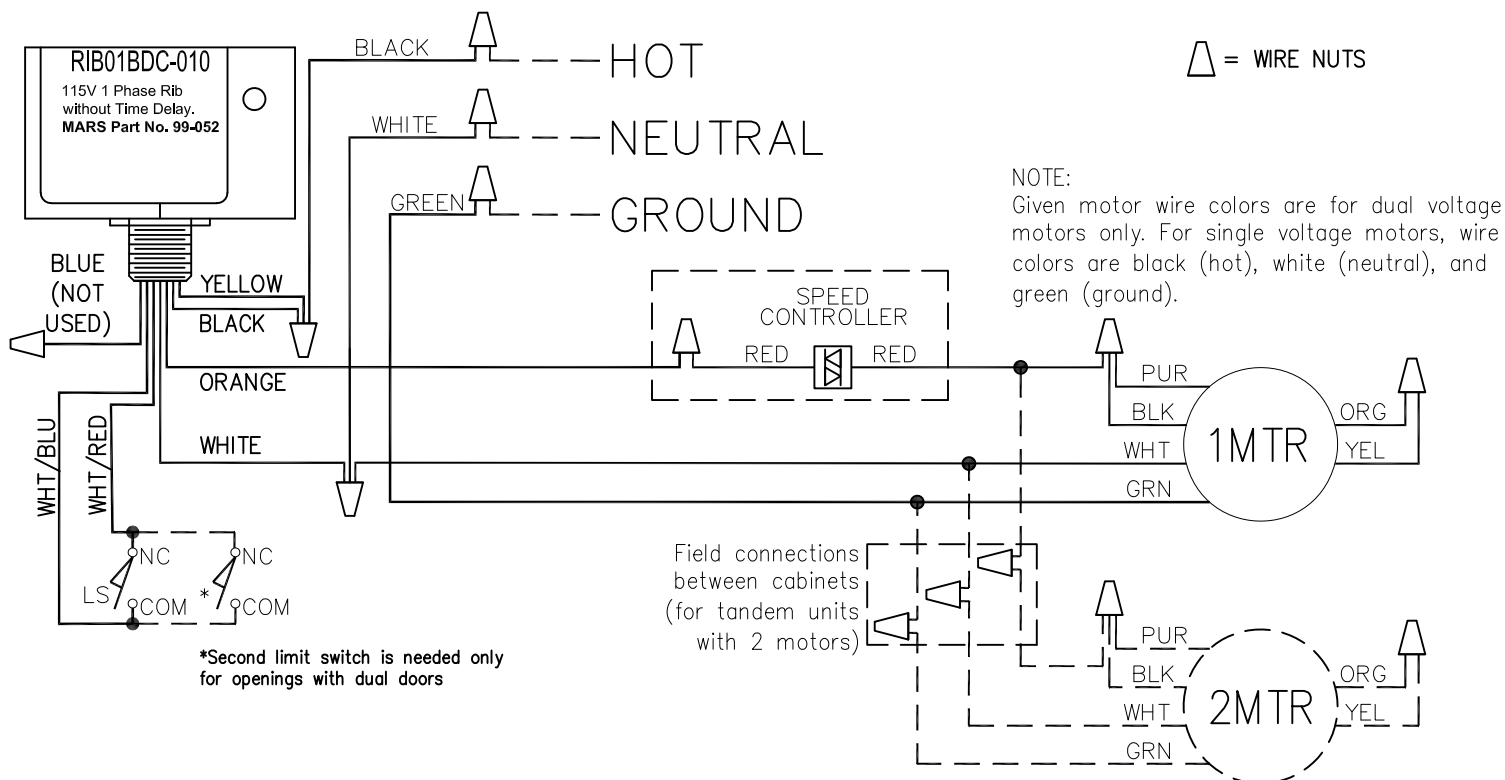 RIB01BDC-010
115V 1 Phase Rib
without Time Delay.
MARS Part No. 99-052
BLACK
HOT
WHITE
NEUTRAL
GREEN
GROUND
= WIRE NUTS
NOTE:
Given motor wire colors are for dual voltage
motors only. For single voltage motors, wire
colors are black (hot), white (neutral), and
green (ground).
BLUE
(NOT
USED)
YELLOW
BLACK
ORANGE
WHITE
WHT/BLU
WHT/RED
SPEED
CONTROLLER
RED
RED
PUR
BLK
WHT
GRN
1MTR
ORG
YEL
NC
LS
COM
NC
*
COM
*Second limit switch is needed only
for openings with dual doors
Field connections
between cabinets
(for tandem units
with 2 motors)
PUR
BLK
WHT
GRN
2MTR
ORG
YEL